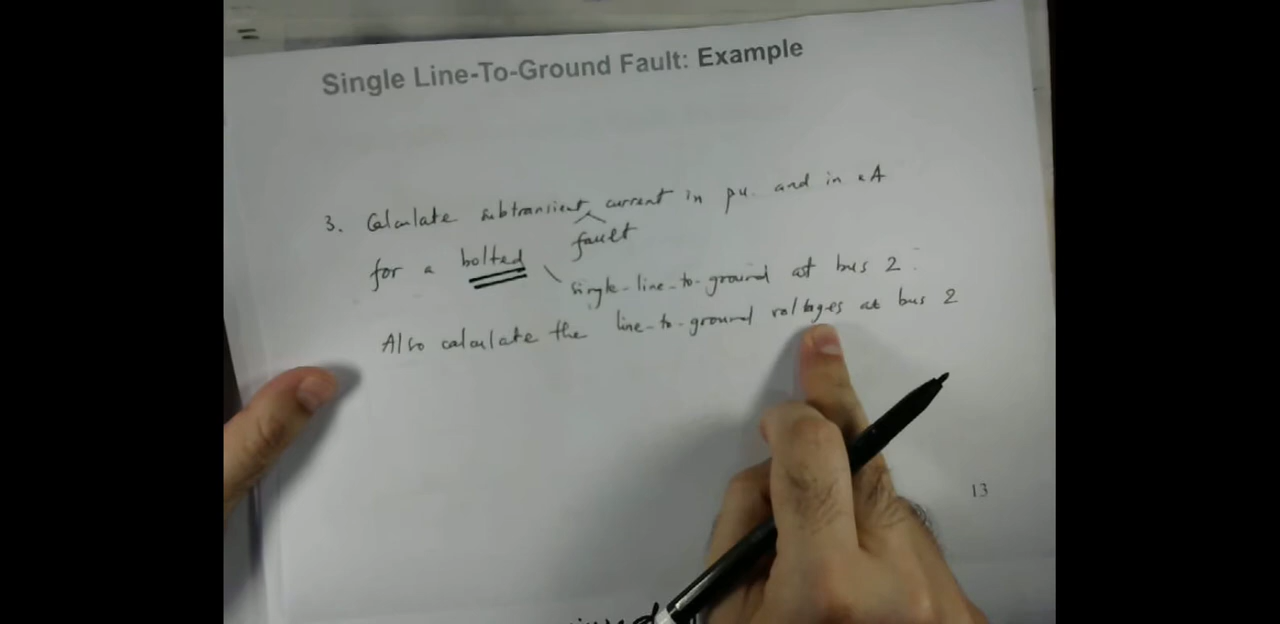 Single Line-To-Ground Fault: Example
3. Calculate subtransient current in pu. and in kA
fault
for a bolted
single-line-to-ground at bus 2.
Also calculate the line-to-ground voltages at bus 2
13